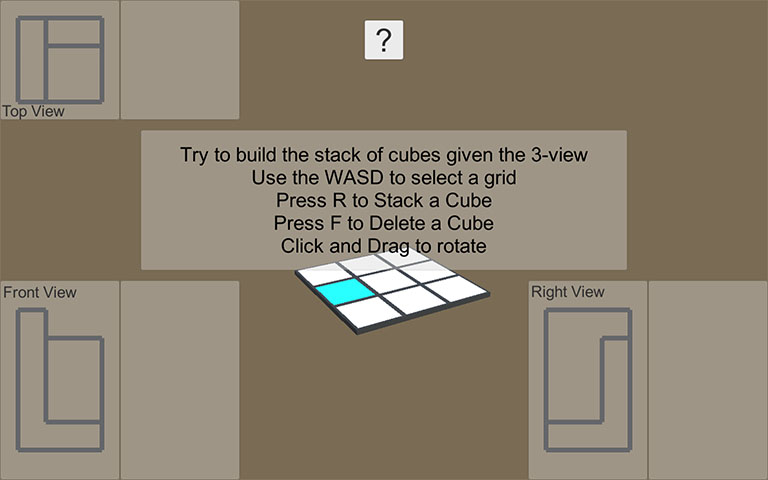 ?
Top View
Try to build the stack of cubes given the 3-view
Use the WASD to select a grid
Press R to Stack a Cube
Press F to Delete a Cube
Click and Drag to rotate
Front View
Right View